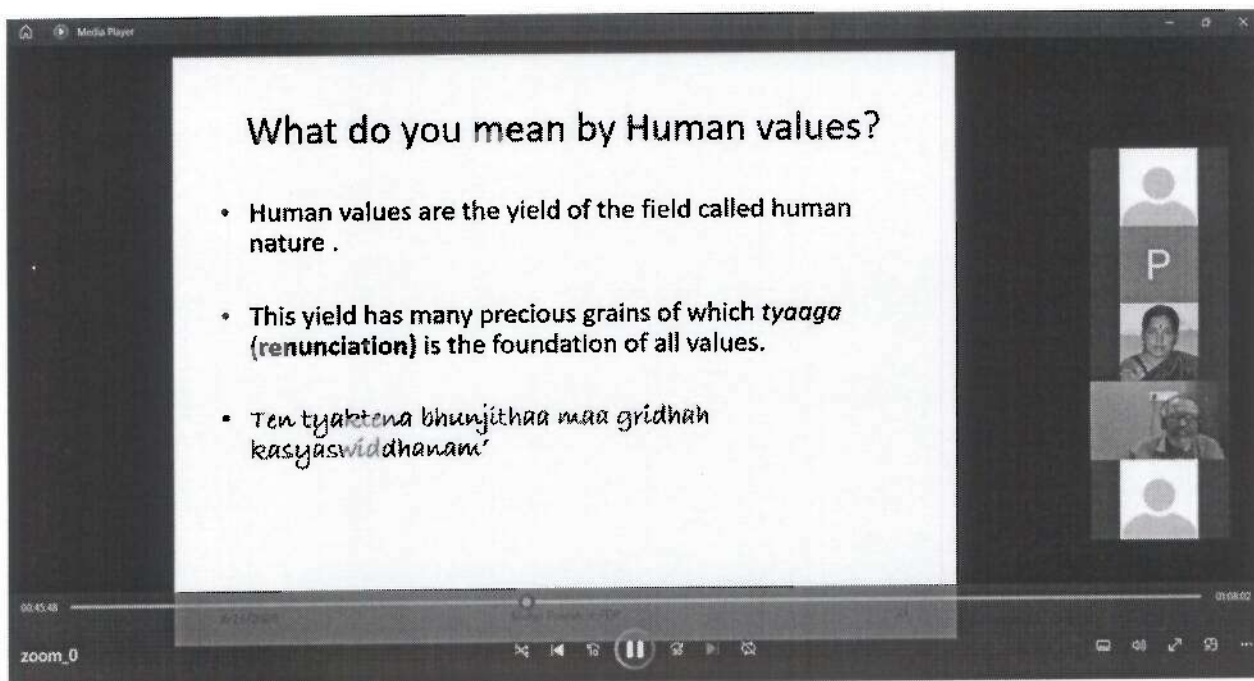 Media Player
What do you mean by Human values?
• Human values are the yield of the field called human
nature .
• This yield has many precious grains of which tyaaga
(renunciation) is the foundation of all values.
• Ten tyaktena bhunjithaa maa gridhah
kasyaswiddhanam'
P
00:45:48
01:08:02
zoom_0